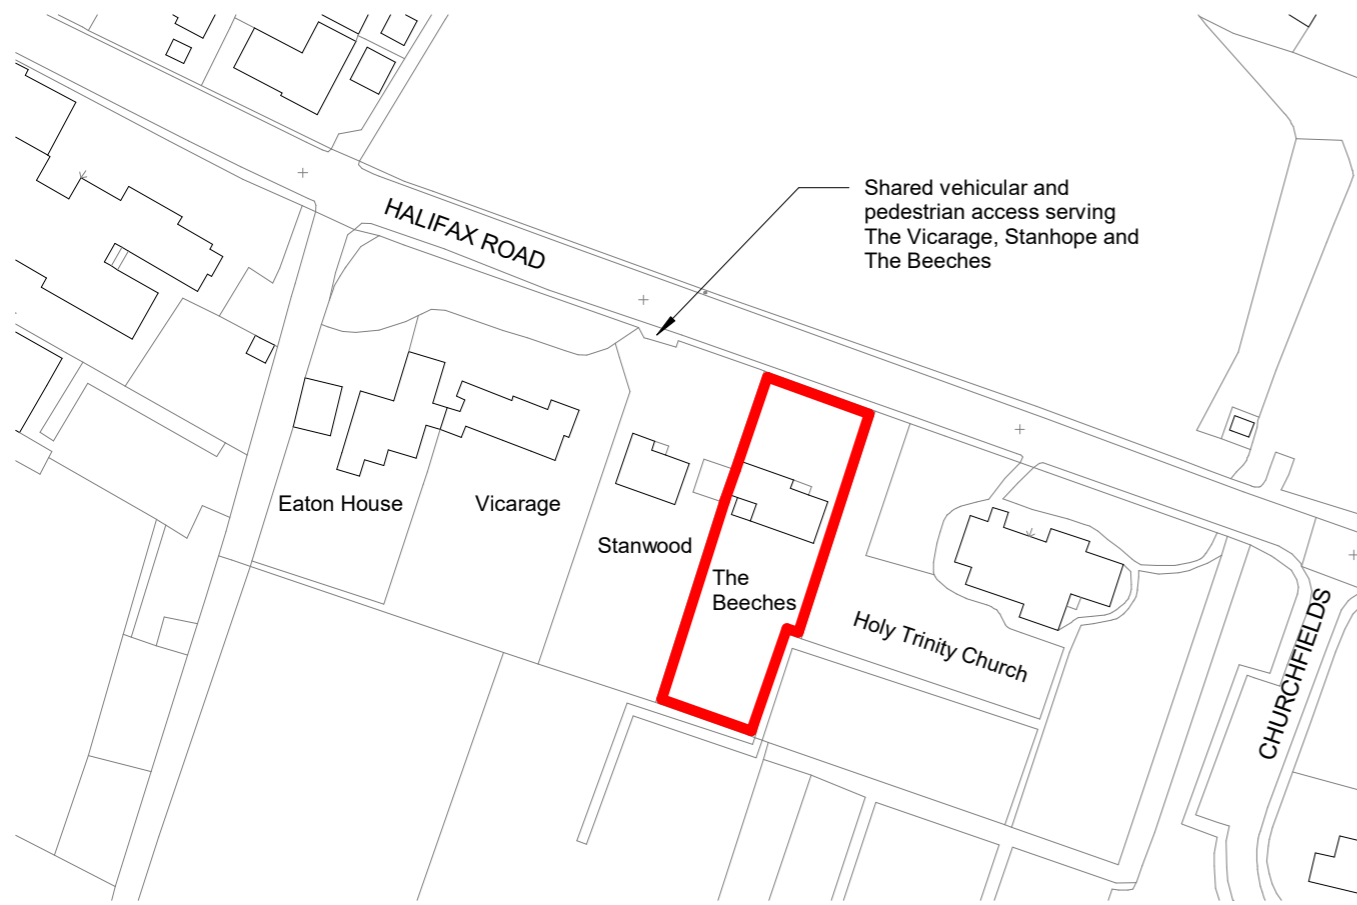 HALIFAX ROAD
Shared vehicular and
pedestrian access serving
The Vicarage, Stanhope and
The Beeches
Eaton House
Vicarage
Stanwood
The
Beeches
Holy Trinity Church
CHURCHFIELDS